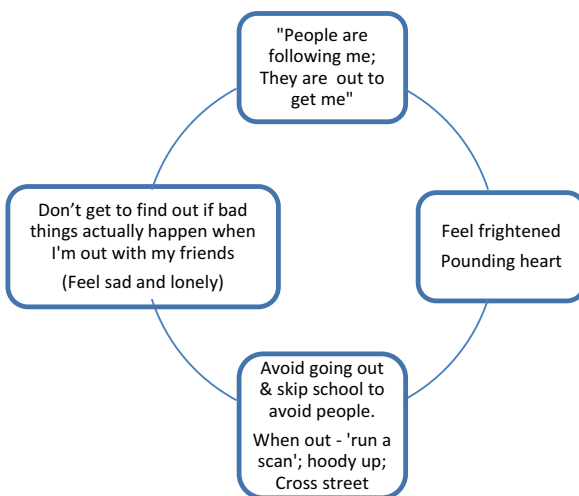 "People are
following me;
They are out to
get me"
Feel frightened
Pounding heart
Avoid going out
& skip school to
avoid people.
When out - 'run a
scan'; hoody up;
Cross street
Don’t get to find out if bad
things actually happen when
I'm out with my friends
(Feel sad and lonely)